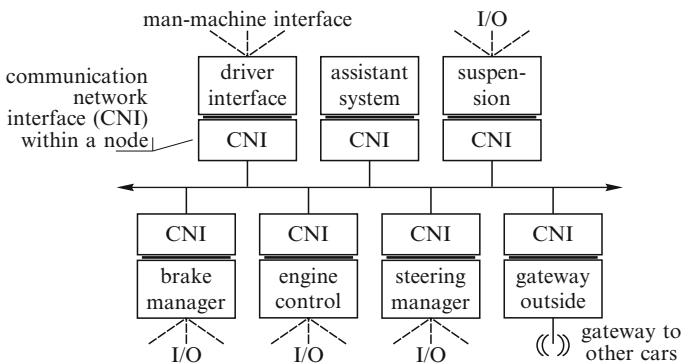 man-machine interface
I/O
communication
network
interface (CNI)
within a node
driver
interface
assistant
system
suspen-
sion
CNI
CNI
CNI
CNI
CNI
CNI
CNI
brake
manager
engine
control
steering
manager
gateway
outside
I/O
I/O
I/O
gateway to
other cars